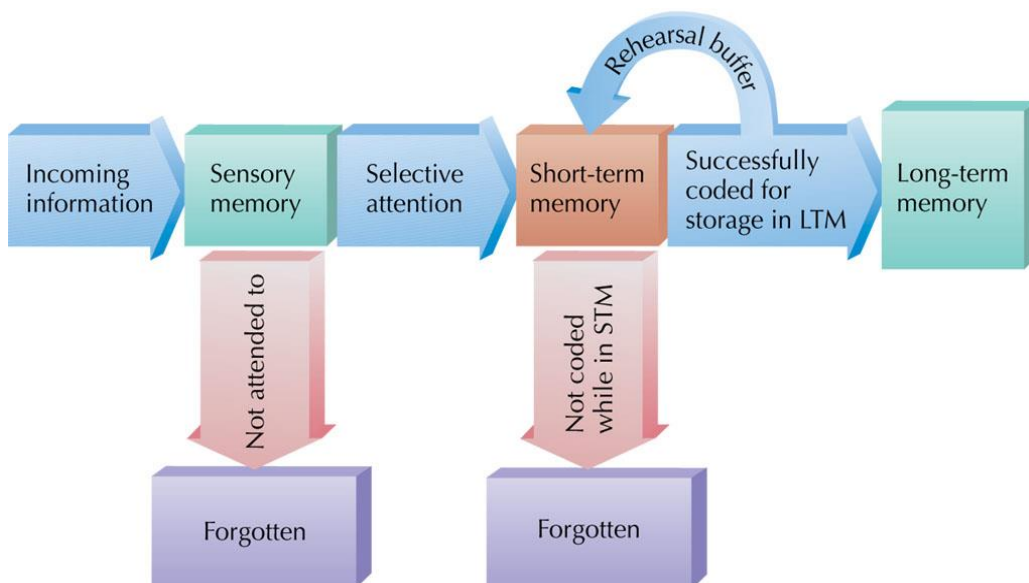 Rehearsal buffer
Incoming
information
Sensory
memory
Selective
attention
Short-term
memory
Successfully
coded for
storage in LTM
Long-term
memory
Not attended to
Not coded
while in STM
Forgotten
Forgotten